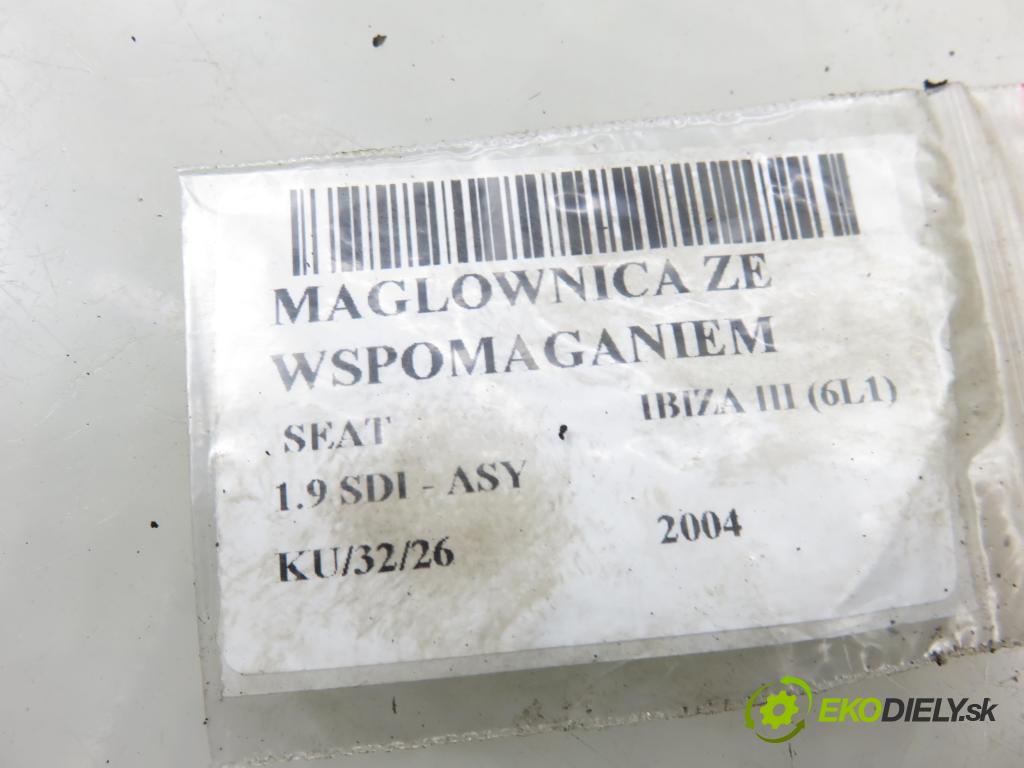 MAGLOWNICA ZE
WSPOMAGANIEM
SEAT IBIZA III (6L1)
1.9 SDI - ASY
KU/32/26 2004
EKODIELY.sk